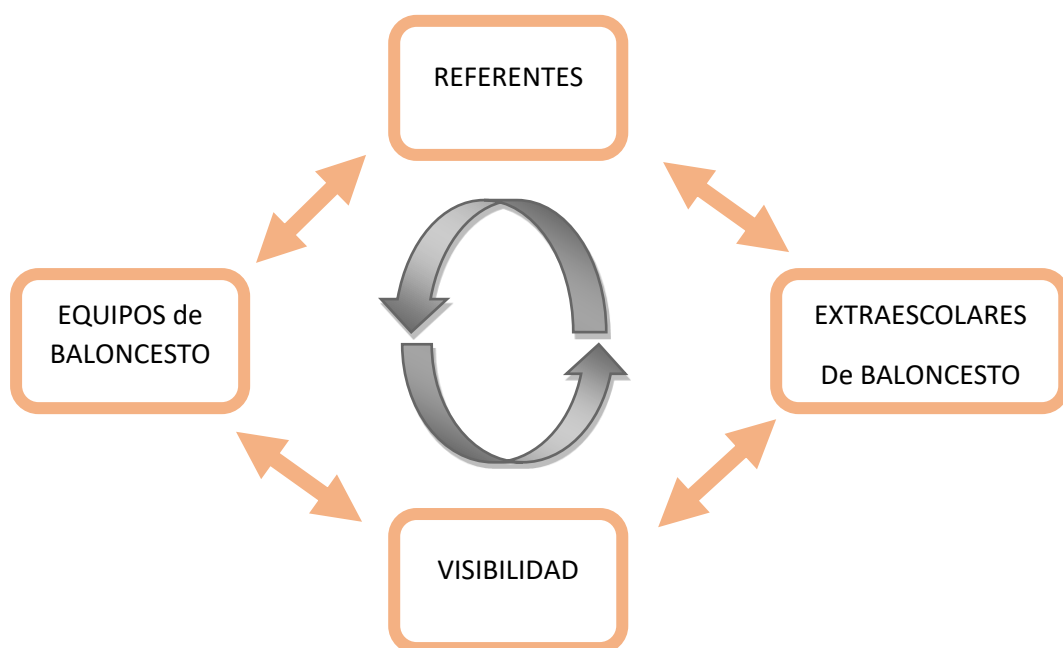 REFERENTES
EQUIPOS de
BALONCESTO
EXTRAESCOLARES
De BALONCESTO
VISIBILIDAD